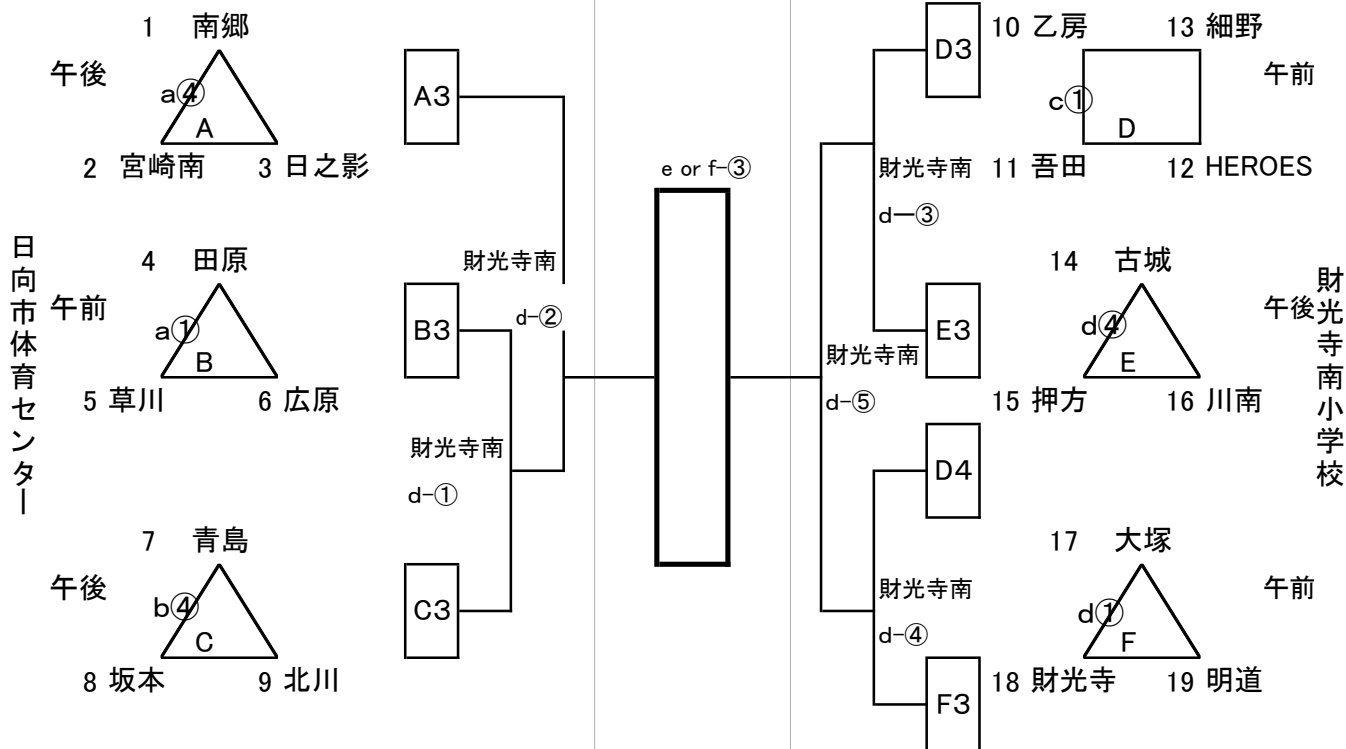 日向市体育センター
1 南郷
午後
a④
A
2 宮崎南
3 日之影
4 田原
午前
a①
B
5 草川
6 広原
7 青島
午後
b④
C
8 坂本
9 北川
A3
B3
C3
財光寺南
d-②
財光寺南
d-①
e or f-③
D3
E3
D4
F3
財光寺南
d―③
財光寺南
d-⑤
財光寺南
d-④
10 乙房
13 細野
午前
c①
D
11 吾田
12 HEROES
14 古城
午後
d④
E
15 押方
16 川南
17 大塚
午前
d①
F
18 財光寺
19 明道
財光寺南小学校